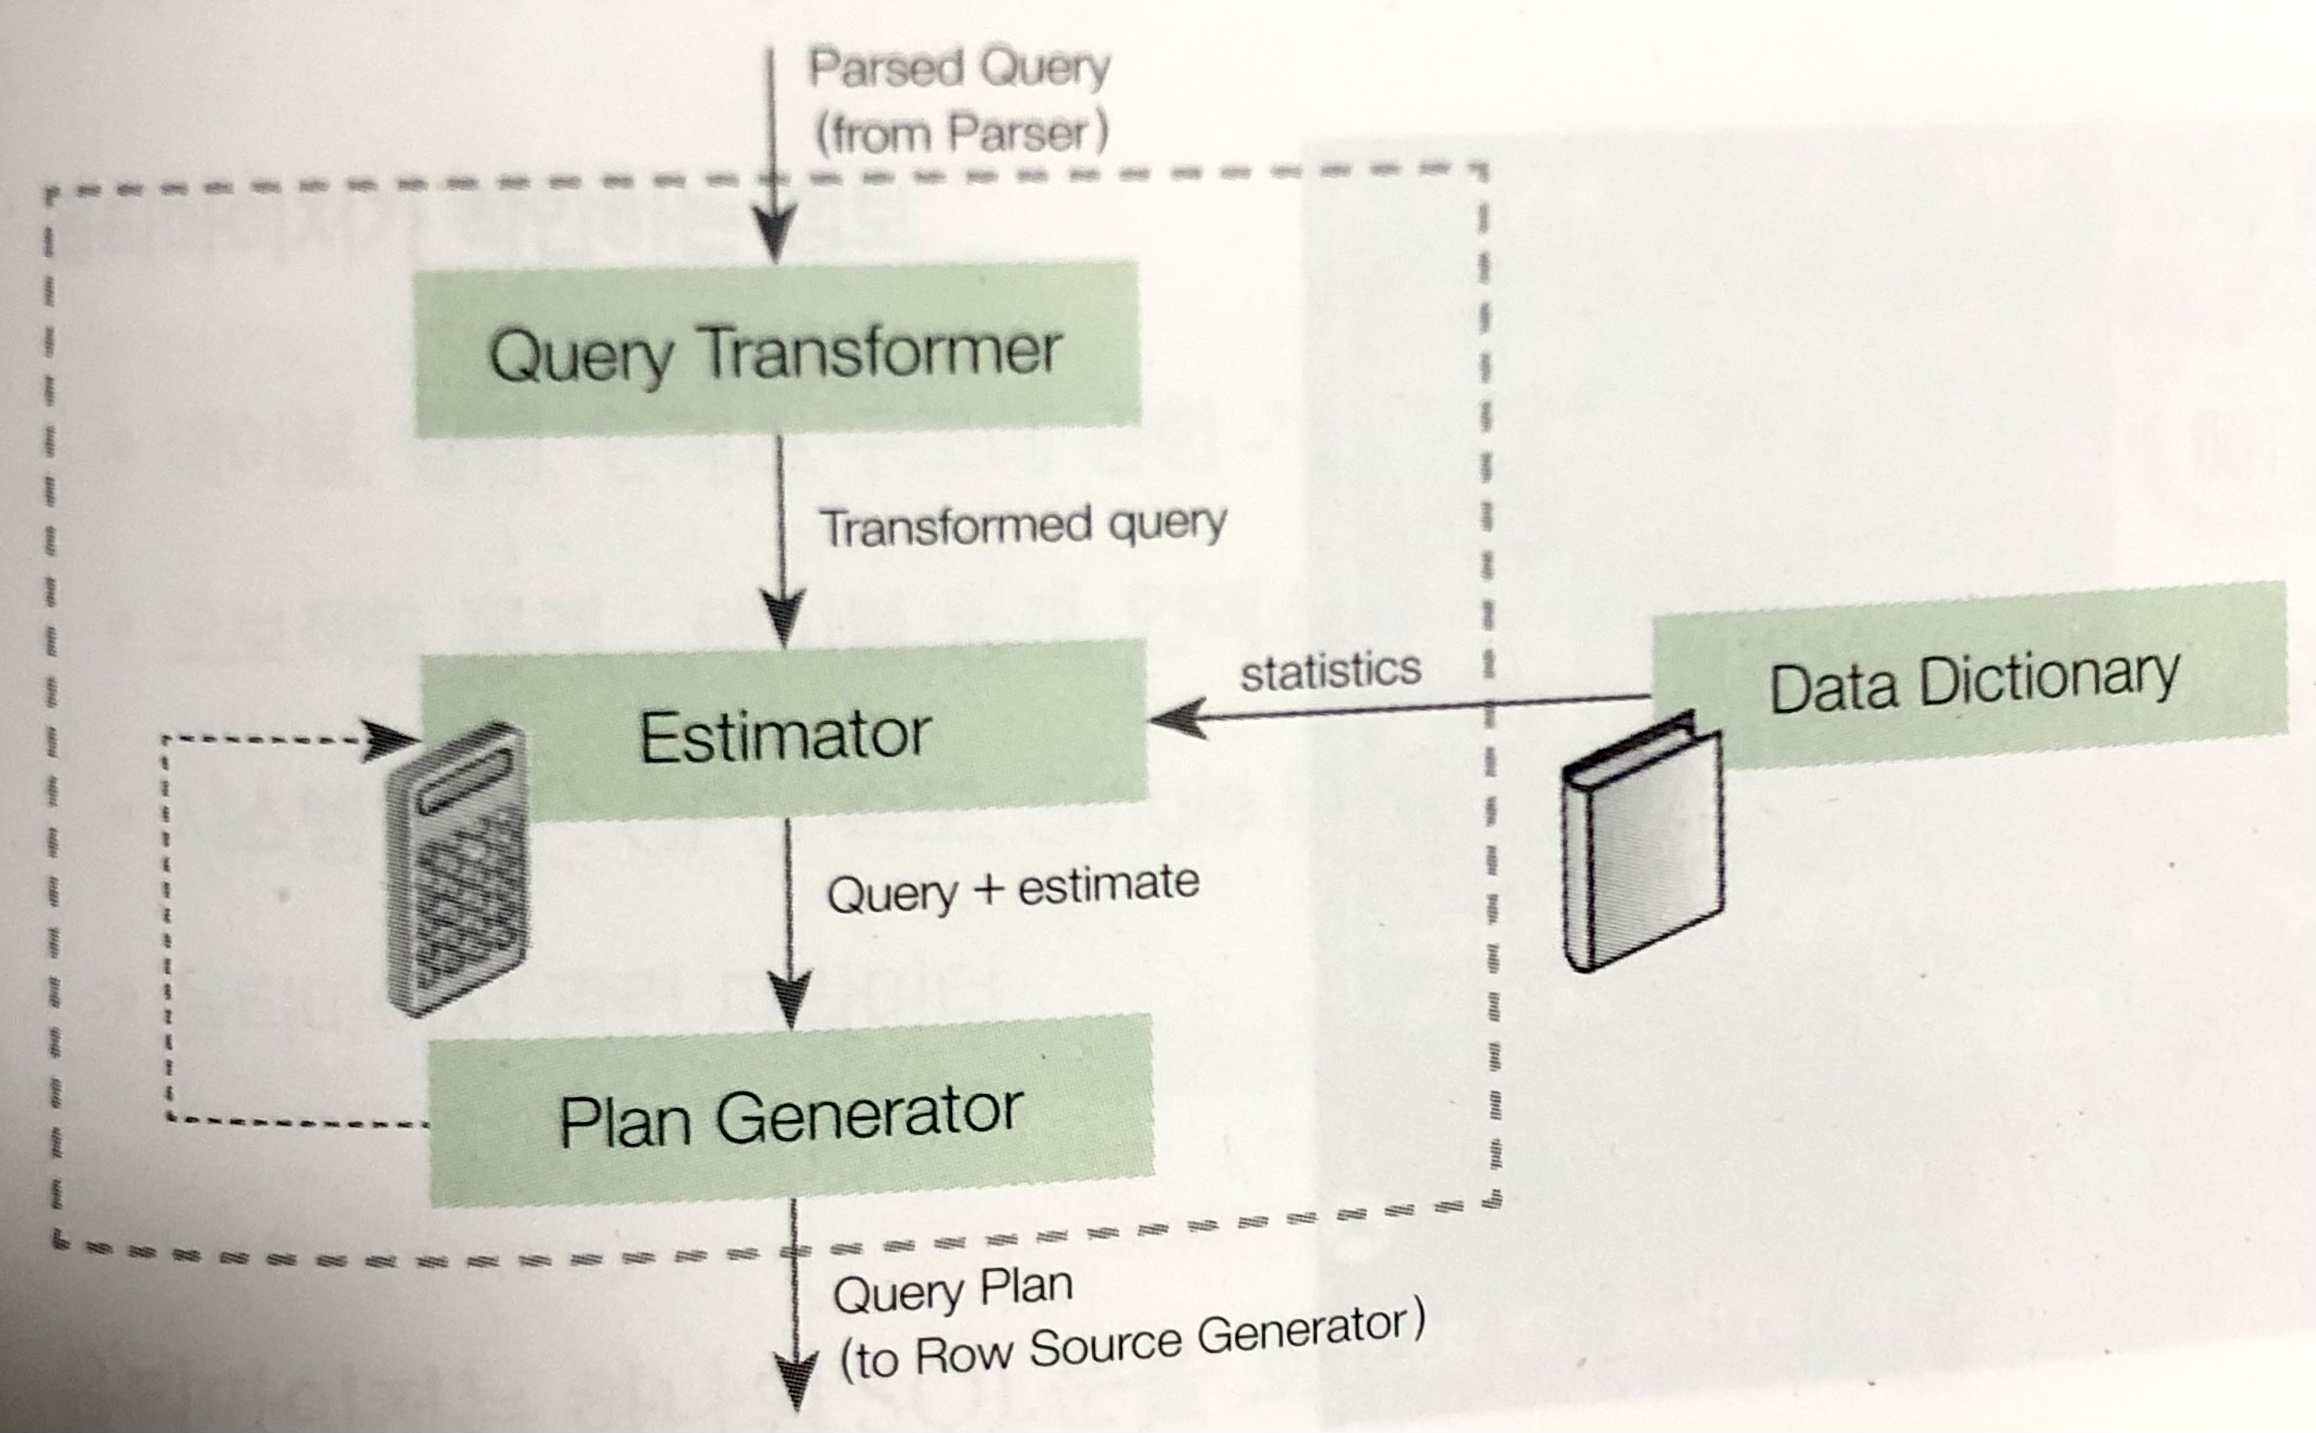 Parsed Query
(from Parser)
Query Transformer
Transformed query
statistics
Data Dictionary
Estimator
Query + estimate
Plan Generator
Query Plan
(to Row Source Generator)